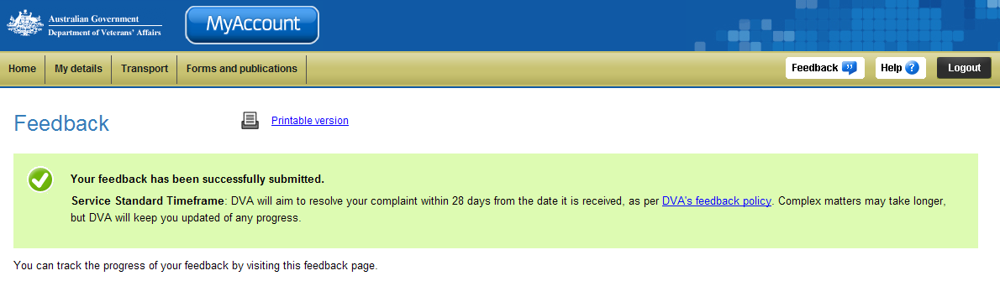 Australian Government
Department of Veterans' Affairs
MyAccount
Home My details Transport Forms and publications Feedback Help ? Logout
Feedback Printable version
Your feedback has been successfully submitted.
Service Standard Timeframe: DVA will aim to resolve your complaint within 28 days from the date it is received, as per DVA's feedback policy. Complex matters may take longer,
but DVA will keep you updated of any progress.
You can track the progress of your feedback by visiting this feedback page.